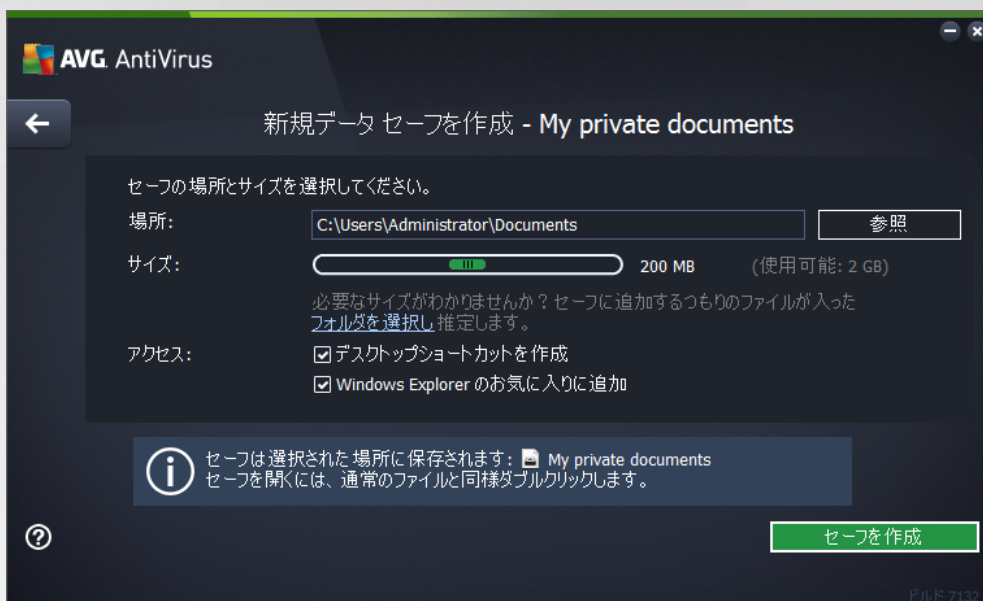 AVG. AntiVirus
新規データ セーフを作成 - My private documents
セーフの場所とサイズを選択してください。
場所: C:\Users\Administrator\Documents 参照
サイズ: 200 MB (使用可能: 2 GB)
必要なサイズがわかりませんか？セーフに追加するつもりのファイルが入った
フォルダを選択し推定します。
アクセス: デスクトップショートカットを作成
Windows Explorer のお気に入りに追加
セーフは選択された場所に保存されます: My private documents
セーフを開くには、通常のファイルと同様ダブルクリックします。
セーフを作成
ビルド 7132